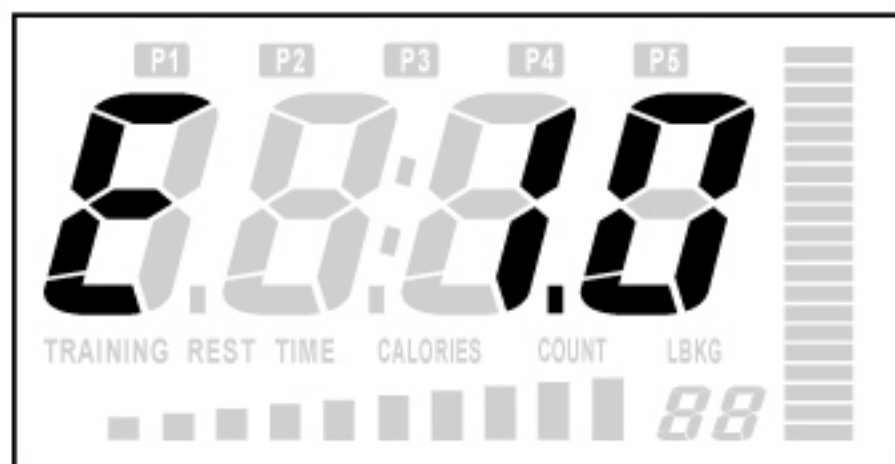 P1 P2 P3 P4 P5
E 1.0
TRAINING REST TIME CALORIES COUNT LBKG
88